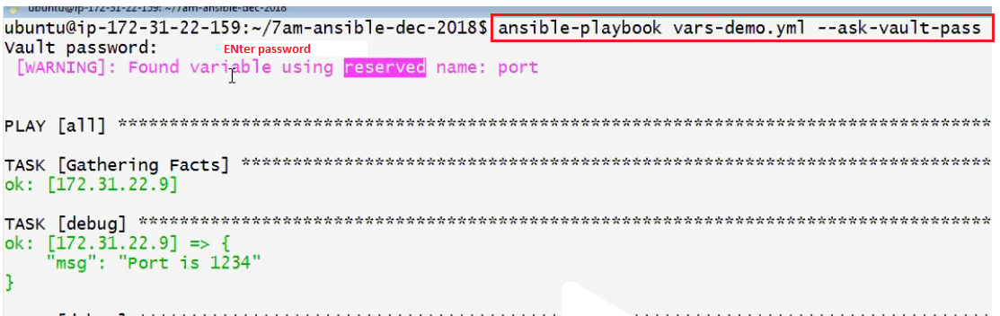 ubuntu@ip-172-31-22-159: ~/7am-ansible-dec-2018
ubuntu@ip-172-31-22-159:~/7am-ansible-dec-2018$ ansible-playbook vars-demo.yml --ask-vault-pass
Vault password: ENter password
[WARNING]: Found variable using reserved name: port
PLAY [all] ************************************************************************************
TASK [Gathering Facts] ************************************************************************
ok: [172.31.22.9]
TASK [debug] **********************************************************************************
ok: [172.31.22.9] => {
    "msg": "Port is 1234"
}